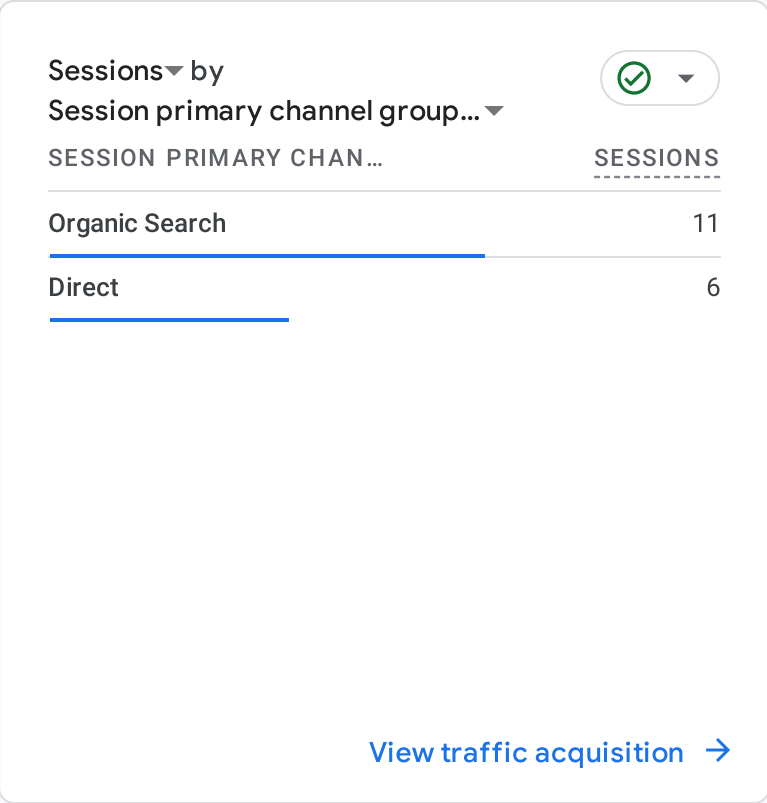 Sessions by
Session primary channel group...
SESSION PRIMARY CHAN... SESSIONS
Organic Search 11
Direct 6
View traffic acquisition